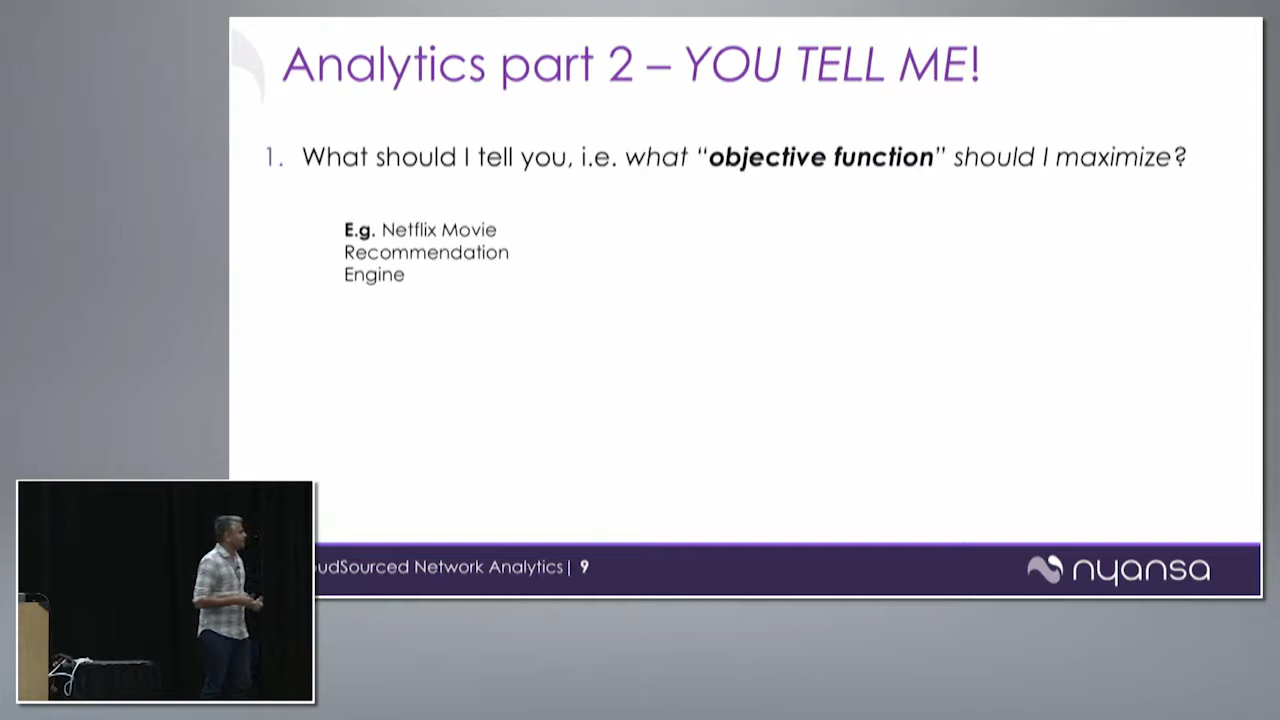 Analytics part 2 – YOU TELL ME!
1. What should I tell you, i.e. what “objective function” should I maximize?
E.g. Netflix Movie
Recommendation
Engine
Network Analytics| 9
nyansa